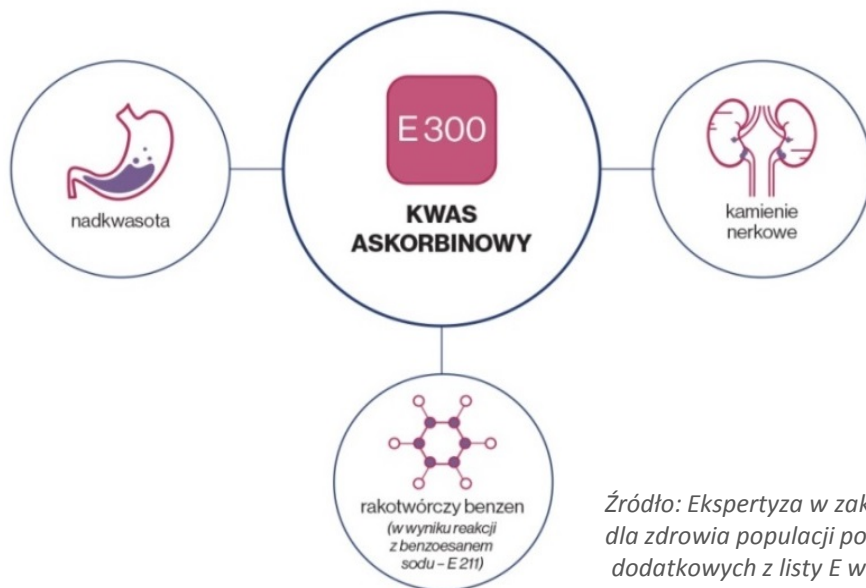 E 300
KWAS
ASKORBINOWY
nadkwasota
kamienie
nerkowe
rakotwórczy benzen
(w wyniku reakcji
z benzoesanem
sodu – E 211)
Źródło: Ekspertyza w zak
dla zdrowia populacji po
dodatkowych z listy E w